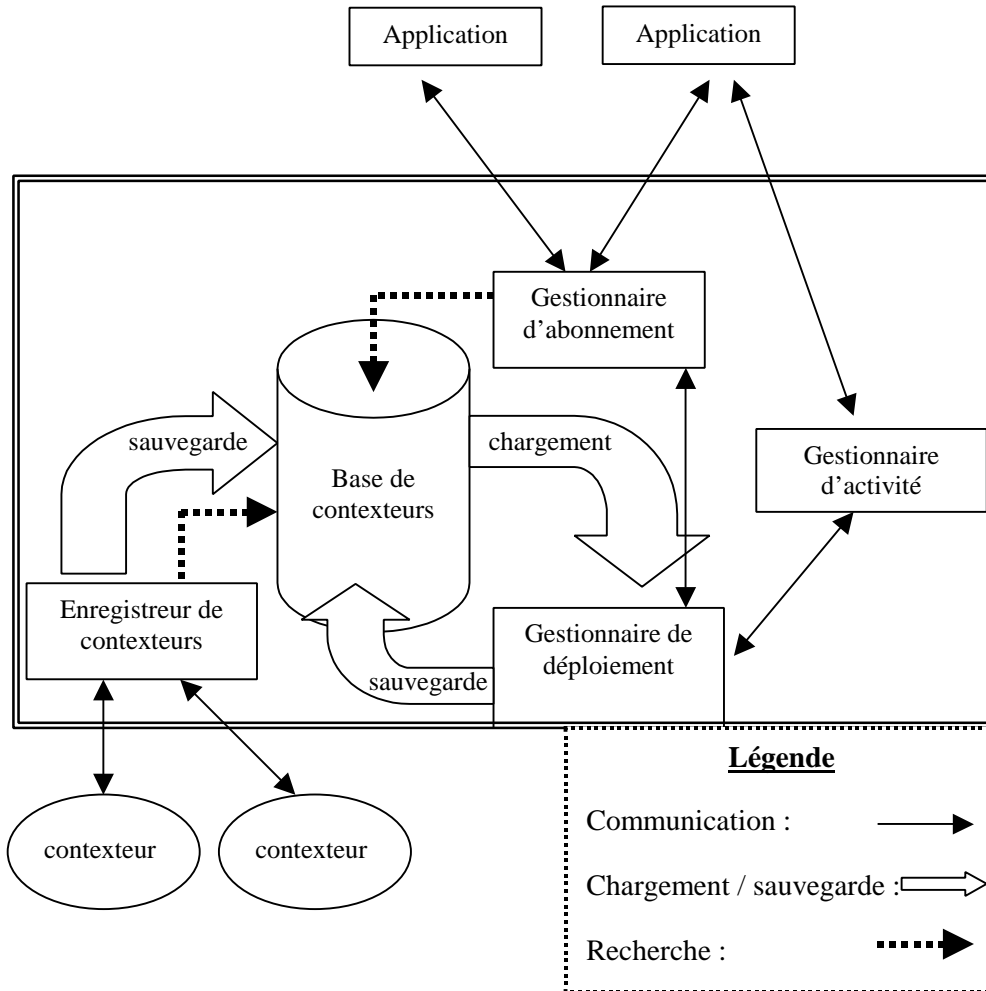 Application
Application
Gestionnaire
d’abonnement
sauvegarde
chargement
Base de
contexteurs
Gestionnaire
d’activité
Enregistreur de
contexteurs
Gestionnaire de
déploiement
sauvegarde
contexteur
contexteur
Légende
Communication :
Chargement / sauvegarde :
Recherche :